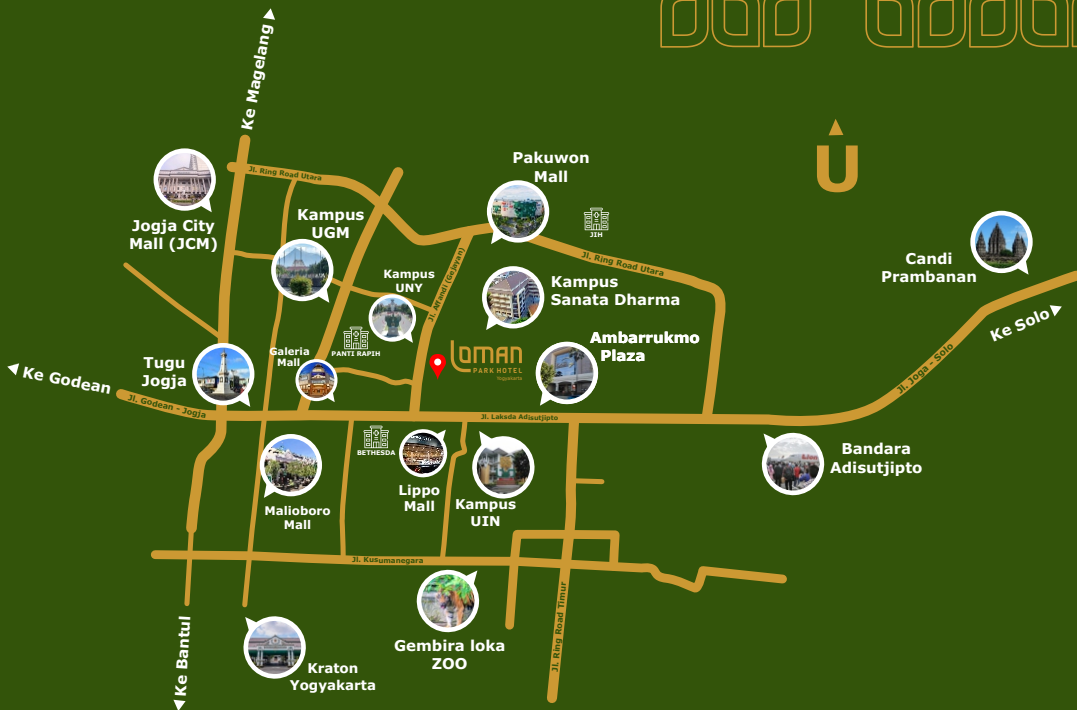 Ke Magelang
Jl. Ring Road Utara
Pakuwon
Mall
U
Jogja City
Mall (JCM)
Kampus
UGM
JIH
Jl. Ring Road Utara
Candi
Prambanan
Kampus
UNY
Jl. Afandi (Gejayan)
Kampus
Sanata Dharma
Ke Solo
PANTI RAPIH
Galeria
Mall
Loman
PARK HOTEL
Yogyakarta
Ambarrukmo
Plaza
Tugu
Jogja
Ke Godean
Jl. Godean - Jogja
Jl. Joga - Solo
Jl. Laksda Adisutjipto
BETHESDA
Bandara
Adisutjipto
Malioboro
Mall
Lippo
Mall
Kampus
UIN
Jl. Kusumanegara
Jl. Ring Road Timur
Gembira loka
ZOO
Ke Bantul
Kraton
Yogyakarta